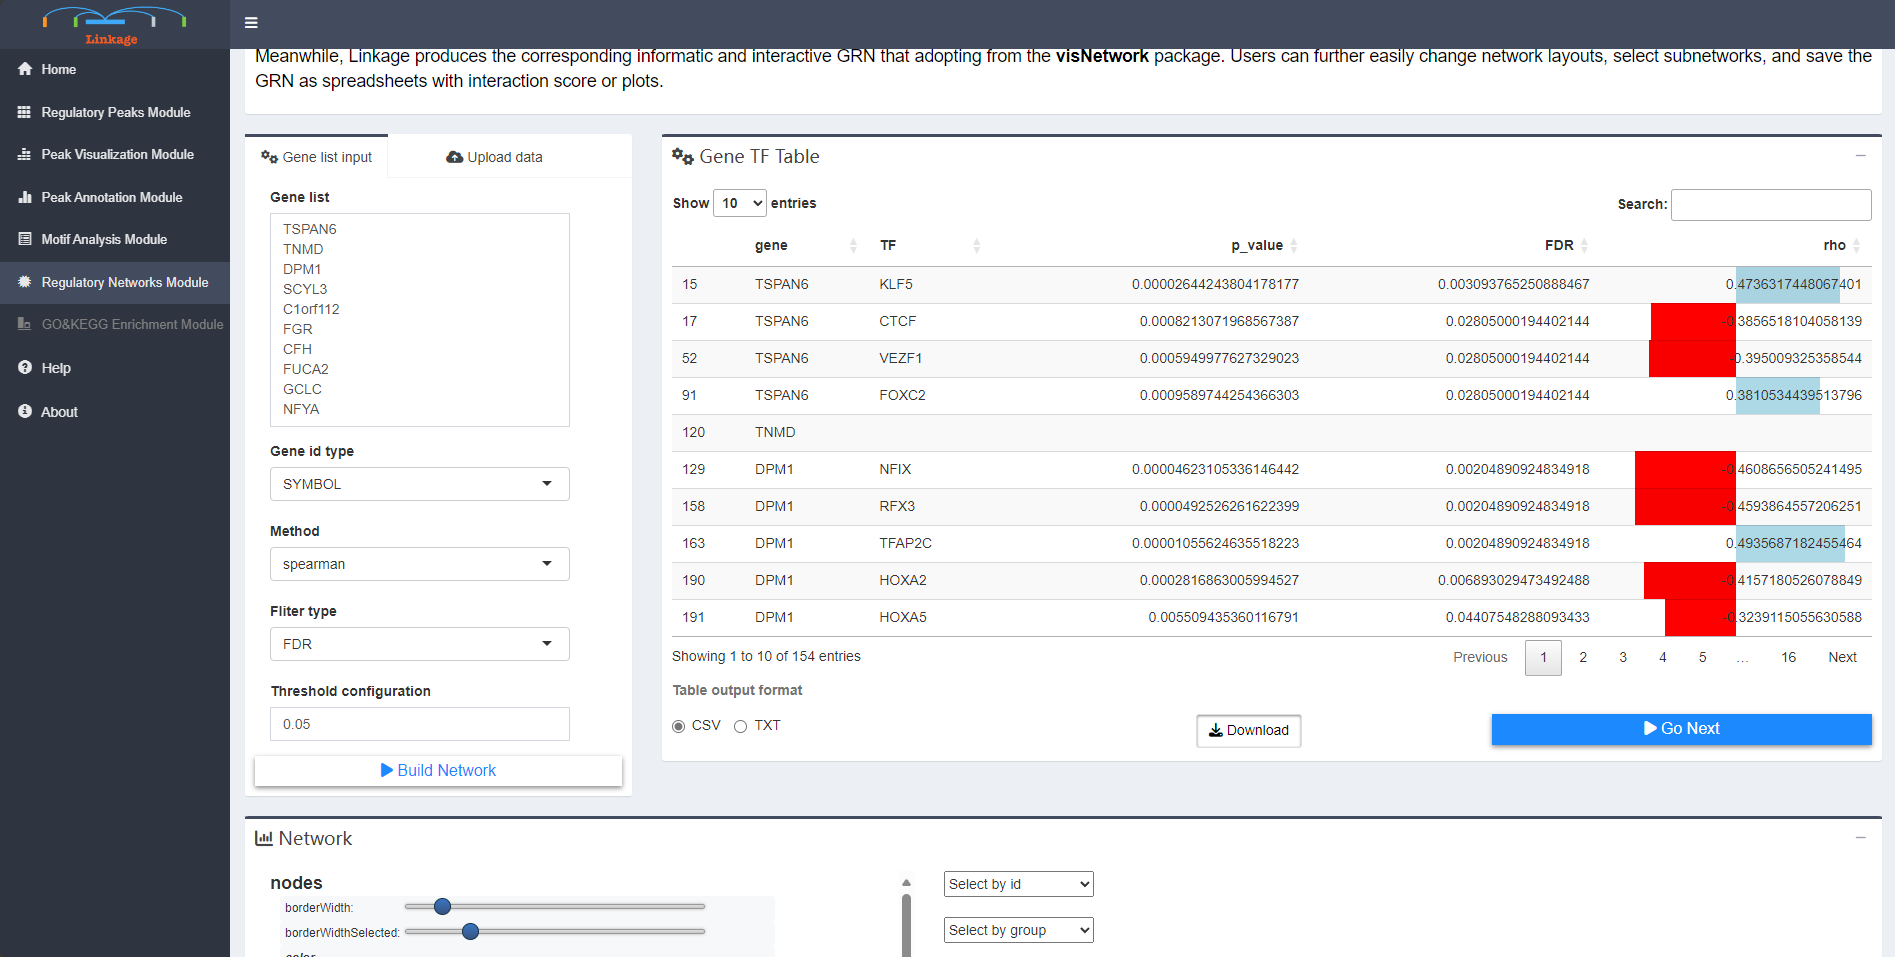 Linkage
Home
Regulatory Peaks Module
Peak Visualization Module
Peak Annotation Module
Motif Analysis Module
Regulatory Networks Module
GO&KEGG Enrichment Module
Help
About
Meanwhile, Linkage produces the corresponding informatic and interactive GRN that adopting from the visNetwork package. Users can further easily change network layouts, select subnetworks, and save the
GRN as spreadsheets with interaction score or plots.
Gene list input
Upload data
Gene list
TSPAN6
TNMD
DPM1
SCYL3
C1orf112
FGR
CFH
FUCA2
GCLC
NFYA
Gene id type
SYMBOL
Method
spearman
Fliter type
FDR
Threshold configuration
0.05
Build Network
Gene TF Table
Show 10 entries
Search:
gene TF p_value FDR rho
15 TSPAN6 KLF5 0.00002644243804178177 0.003093765250888467 0.4736317448067401
17 TSPAN6 CTCF 0.0008213071968567387 0.02805000194402144 -0.3856518104058139
52 TSPAN6 VEZF1 0.0005949977627329023 0.02805000194402144 -0.395009325358544
91 TSPAN6 FOXC2 0.0009589744254366303 0.02805000194402144 0.3810534439513796
120 TNMD
129 DPM1 NFIX 0.00004623105336146442 0.00204890924834918 -0.4608656505241495
158 DPM1 RFX3 0.0000492526261622399 0.00204890924834918 -0.4593864557206251
163 DPM1 TFAP2C 0.00001055624635518223 0.00204890924834918 0.4935687182455464
190 DPM1 HOXA2 0.0002816863005994527 0.006893029473492488 -0.4157180526078849
191 DPM1 HOXA5 0.005509435360116791 0.04407548288093433 -0.3239115055630588
Showing 1 to 10 of 154 entries
Previous 1 2 3 4 5 … 16 Next
Table output format
CSV TXT
Download
Go Next
Network
nodes
borderWidth:
borderWidthSelected:
color
Select by id
Select by group